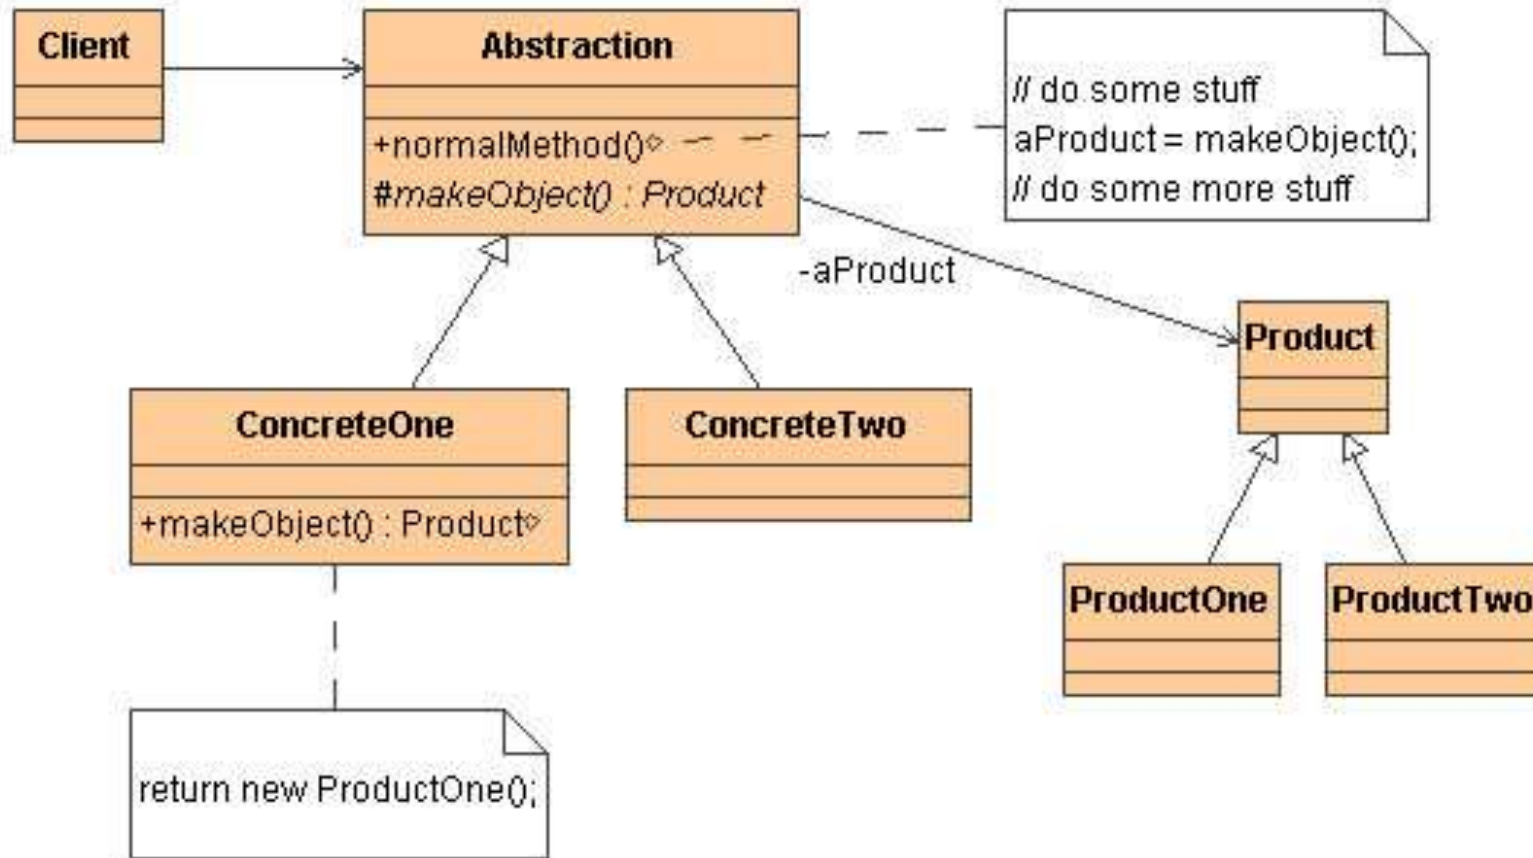 Client
Abstraction
+normalMethod()
#makeObject() : Product
// do some stuff
aProduct = makeObject();
// do some more stuff
-aProduct
Product
ConcreteOne
+makeObject() : Product
ConcreteTwo
ProductOne
ProductTwo
return new ProductOne();